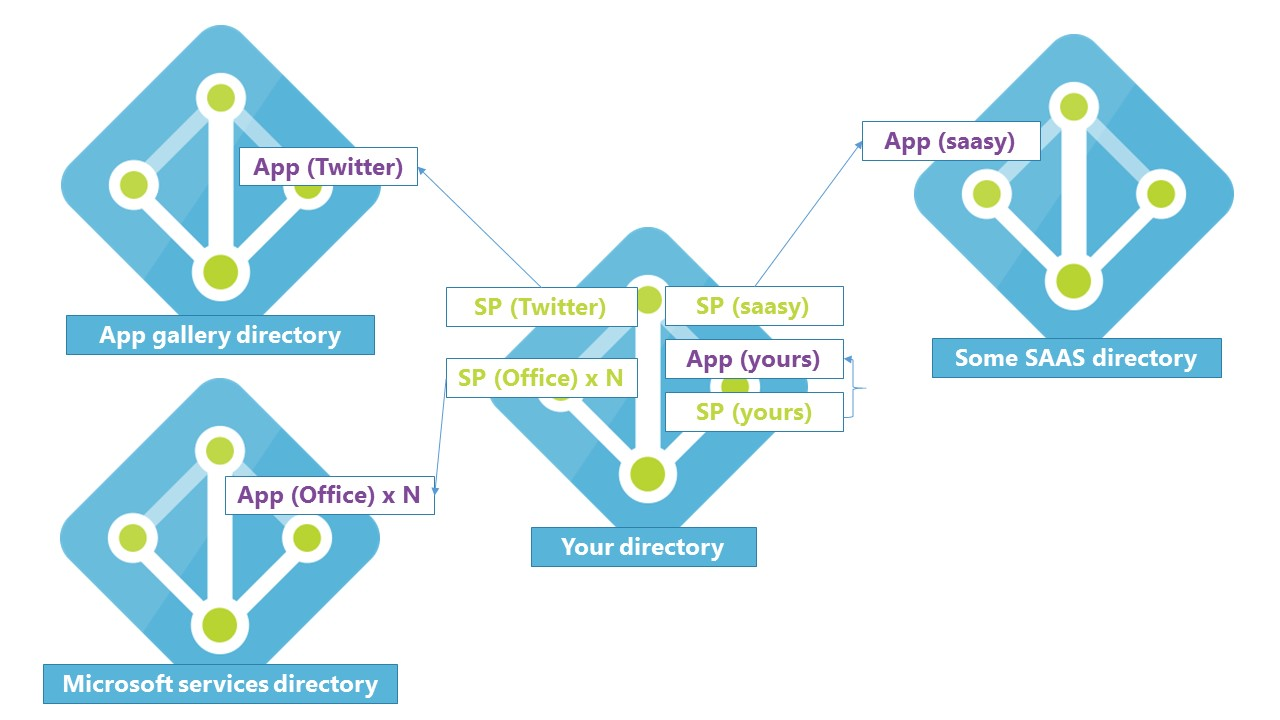 App (Twitter)
App gallery directory
App (saasy)
Some SAAS directory
SP (Twitter)
SP (saasy)
SP (Office) x N
App (yours)
SP (yours)
Your directory
App (Office) x N
Microsoft services directory